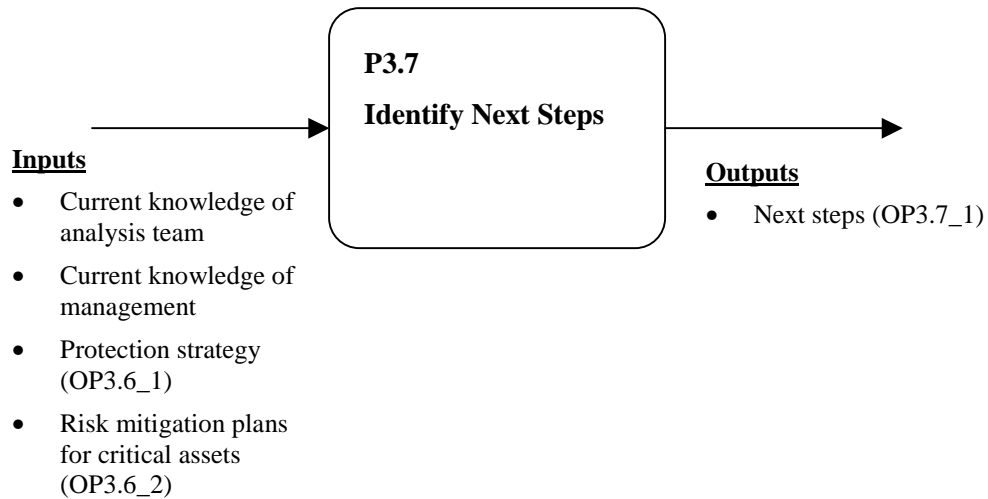 P3.7
Identify Next Steps
Inputs
• Current knowledge of
analysis team
• Current knowledge of
management
• Protection strategy
(OP3.6_1)
• Risk mitigation plans
for critical assets
(OP3.6_2)
Outputs
• Next steps (OP3.7_1)